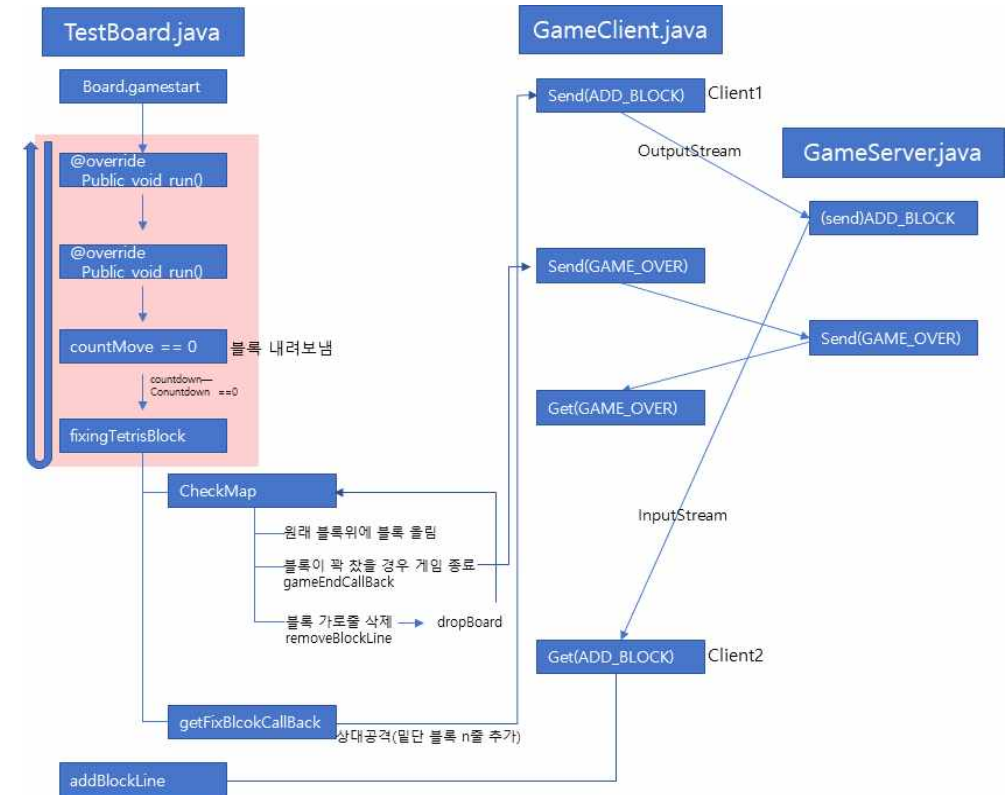 TestBoard.java
Board.gamestart
@override
Public void run()
@override
Public void run()
countMove == 0
블록 내려보냄
countdown—
Conuntdown ==0
fixingTetrisBlock
CheckMap
원래 블록위에 블록 올림
블록이 꽉 찼을 경우 게임 종료
gameEndCallBack
블록 가로줄 삭제
removeBlockLine
dropBoard
getFixBlcokCallBack
상대공격(밑단 블록 n줄 추가)
addBlockLine
GameClient.java
Send(ADD_BLOCK)
Client1
OutputStream
Send(GAME_OVER)
Get(GAME_OVER)
InputStream
Get(ADD_BLOCK)
Client2
GameServer.java
(send)ADD_BLOCK
Send(GAME_OVER)